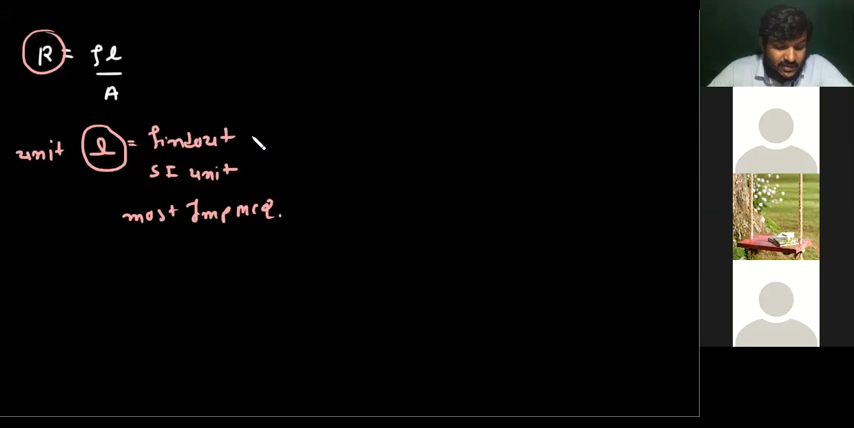 R = ρl
A
unit l = findout
SI unit
most Imp MCQ.